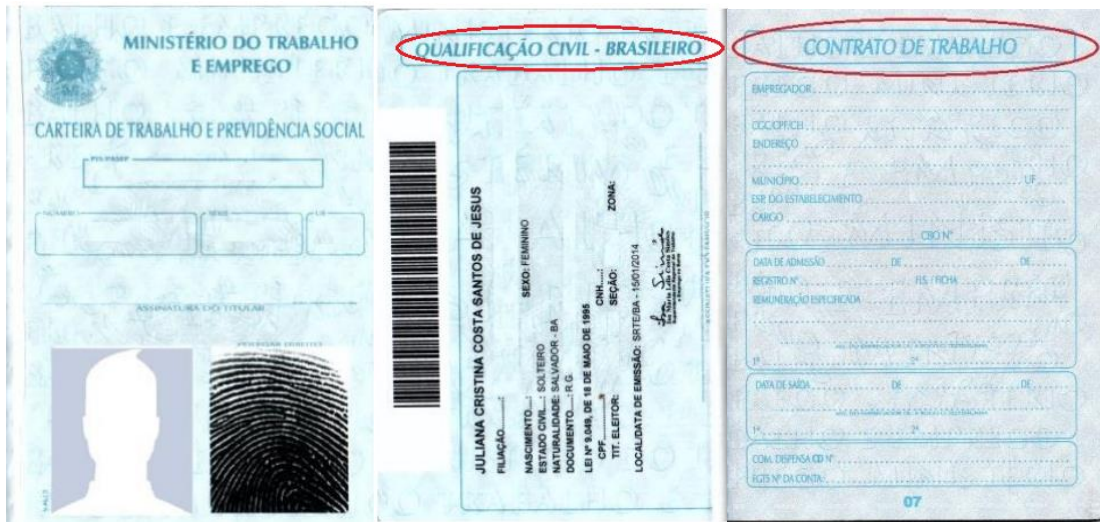 MINISTÉRIO DO TRABALHO
E EMPREGO
CARTEIRA DE TRABALHO E PREVIDÊNCIA SOCIAL
PIS/PASEP
NÚMERO
SÉRIE
UF
ASSINATURA DO TITULAR
POLEGAR DIREITO
QUALIFICAÇÃO CIVIL - BRASILEIRO
JULIANA CRISTINA COSTA SANTOS DE JESUS
FILIAÇÃO......:
NASCIMENTO....: SEXO: FEMININO
ESTADO CIVIL...: SOLTEIRO
NATURALIDADE: SALVADOR - BA
DOCUMENTO.....: R.G.
LEI Nº 9.049, DE 18 DE MAIO DE 1995
CPF......: CNH.....:
TIT. ELEITOR: SEÇÃO: ZONA:
LOCAL/DATA DE EMISSÃO: SRTE/BA - 15/01/2014
CONTRATO DE TRABALHO
EMPREGADOR
CGC/CPF/CEI
ENDEREÇO
MUNICÍPIO UF
ESP. DO ESTABELECIMENTO
CARGO
CBO Nº
DATA DE ADMISSÃO DE DE
REGISTRO Nº FLS. / FICHA
REMUNERAÇÃO ESPECIFICADA
1º 2º
DATA DE SAÍDA DE DE
1º 2º
COM. DISPENSA CD Nº
FGTS Nº DA CONTA
07